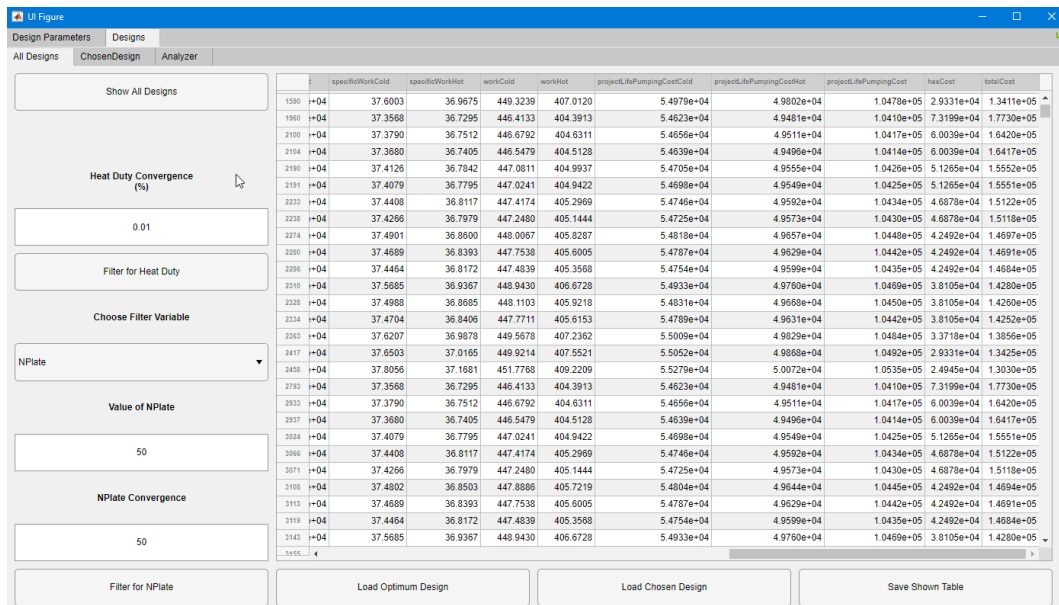 UI Figure
Design Parameters Designs
All Designs ChosenDesign Analyzer
Show All Designs
Heat Duty Convergence
(%)
0.01
Filter for Heat Duty
Choose Filter Variable
NPlate
Value of NPlate
50
NPlate Convergence
50
Filter for NPlate
specificWorkCold specificWorkHot workCold workHot projectLifePumpingCostCold projectLifePumpingCostHot projectLifePumpingCost hexCost totalCost
1580 e+04 37.6003 36.9675 449.3239 407.0120 5.4979e+04 4.9802e+04 1.0478e+05 2.9331e+04 1.3411e+05
1960 e+04 37.3568 36.7295 446.4133 404.3913 5.4623e+04 4.9481e+04 1.0410e+05 7.3199e+04 1.7730e+05
2100 e+04 37.3790 36.7512 446.6792 404.6311 5.4656e+04 4.9511e+04 1.0417e+05 6.0039e+04 1.6420e+05
2104 e+04 37.3680 36.7405 446.5479 404.5128 5.4639e+04 4.9496e+04 1.0414e+05 6.0039e+04 1.6417e+05
2190 e+04 37.4126 36.7842 447.0811 404.9937 5.4705e+04 4.9555e+04 1.0426e+05 5.1265e+04 1.5552e+05
2191 e+04 37.4079 36.7795 447.0241 404.9422 5.4698e+04 4.9549e+04 1.0425e+05 5.1265e+04 1.5551e+05
2233 e+04 37.4408 36.8117 447.4174 405.2969 5.4746e+04 4.9592e+04 1.0434e+05 4.6878e+04 1.5122e+05
2238 e+04 37.4266 36.7979 447.2480 405.1444 5.4725e+04 4.9573e+04 1.0430e+05 4.6878e+04 1.5118e+05
2274 e+04 37.4901 36.8600 448.0067 405.8287 5.4818e+04 4.9657e+04 1.0448e+05 4.2492e+04 1.4697e+05
2280 e+04 37.4689 36.8393 447.7538 405.6005 5.4787e+04 4.9629e+04 1.0442e+05 4.2492e+04 1.4691e+05
2286 e+04 37.4464 36.8172 447.4839 405.3568 5.4754e+04 4.9599e+04 1.0435e+05 4.2492e+04 1.4684e+05
2310 e+04 37.5685 36.9367 448.9430 406.6728 5.4933e+04 4.9760e+04 1.0469e+05 3.8105e+04 1.4280e+05
2328 e+04 37.4988 36.8685 448.1103 405.9218 5.4831e+04 4.9668e+04 1.0450e+05 3.8105e+04 1.4260e+05
2334 e+04 37.4704 36.8406 447.7711 405.6153 5.4789e+04 4.9631e+04 1.0442e+05 3.8105e+04 1.4252e+05
2363 e+04 37.6207 36.9878 449.5678 407.2362 5.5009e+04 4.9829e+04 1.0484e+05 3.3718e+04 1.3856e+05
2417 e+04 37.6503 37.0165 449.9214 407.5521 5.5052e+04 4.9868e+04 1.0492e+05 2.9331e+04 1.3425e+05
2458 e+04 37.8056 37.1681 451.7768 409.2209 5.5279e+04 5.0072e+04 1.0535e+05 2.4945e+04 1.3030e+05
2793 e+04 37.3568 36.7295 446.4133 404.3913 5.4623e+04 4.9481e+04 1.0410e+05 7.3199e+04 1.7730e+05
2933 e+04 37.3790 36.7512 446.6792 404.6311 5.4656e+04 4.9511e+04 1.0417e+05 6.0039e+04 1.6420e+05
2937 e+04 37.3680 36.7405 446.5479 404.5128 5.4639e+04 4.9496e+04 1.0414e+05 6.0039e+04 1.6417e+05
3024 e+04 37.4079 36.7795 447.0241 404.9422 5.4698e+04 4.9549e+04 1.0425e+05 5.1265e+04 1.5551e+05
3066 e+04 37.4408 36.8117 447.4174 405.2969 5.4746e+04 4.9592e+04 1.0434e+05 4.6878e+04 1.5122e+05
3071 e+04 37.4266 36.7979 447.2480 405.1444 5.4725e+04 4.9573e+04 1.0430e+05 4.6878e+04 1.5118e+05
3108 e+04 37.4802 36.8503 447.8886 405.7219 5.4804e+04 4.9644e+04 1.0445e+05 4.2492e+04 1.4694e+05
3113 e+04 37.4689 36.8393 447.7538 405.6005 5.4787e+04 4.9629e+04 1.0442e+05 4.2492e+04 1.4691e+05
3119 e+04 37.4464 36.8172 447.4839 405.3568 5.4754e+04 4.9599e+04 1.0435e+05 4.2492e+04 1.4684e+05
3143 e+04 37.5685 36.9367 448.9430 406.6728 5.4933e+04 4.9760e+04 1.0469e+05 3.8105e+04 1.4280e+05
3155
Load Optimum Design Load Chosen Design Save Shown Table